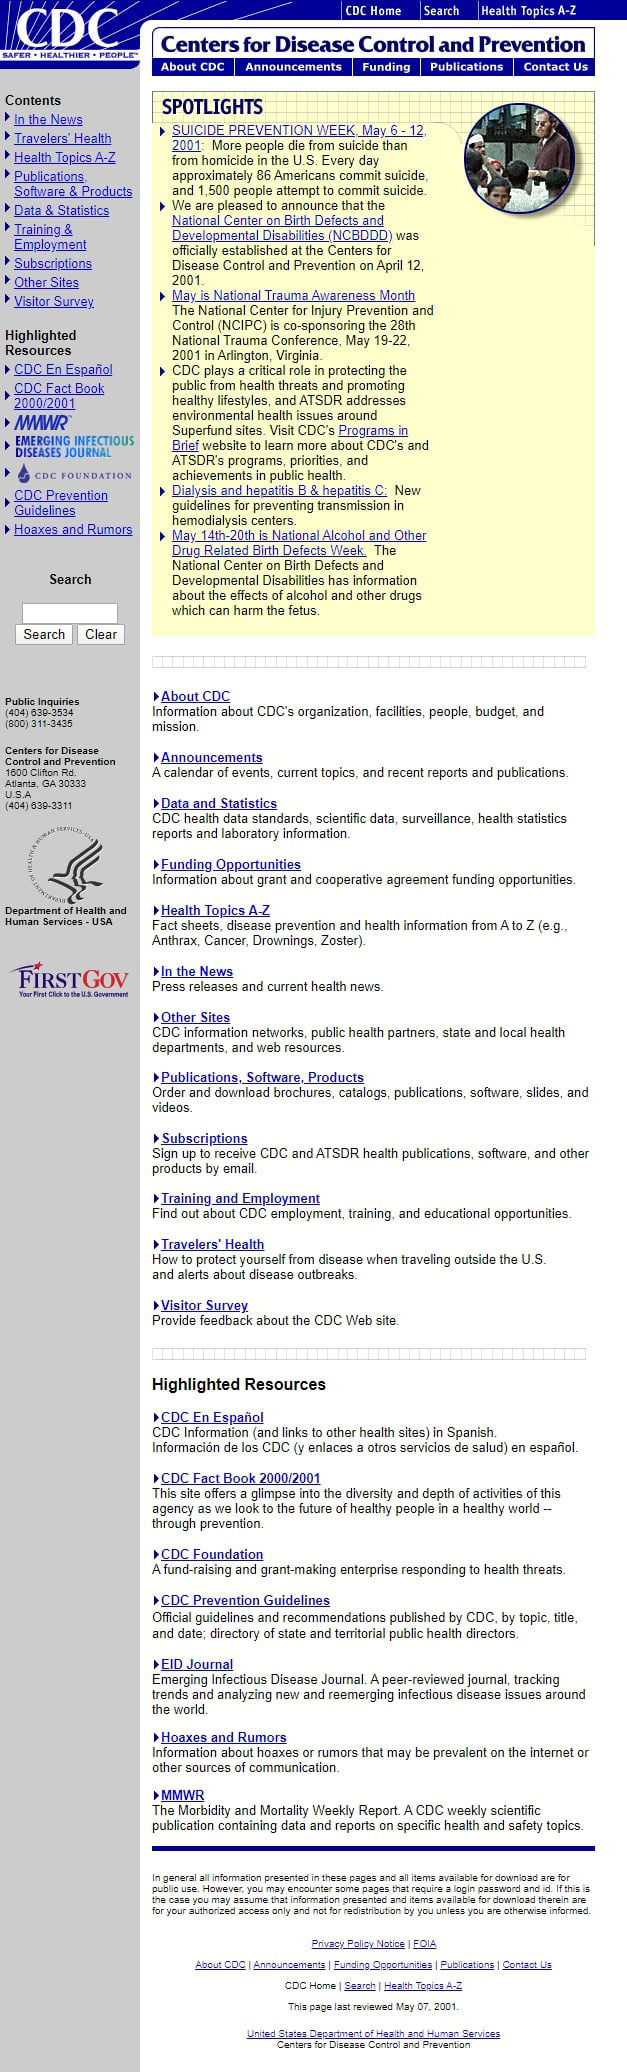 CDC Home
Search
Health Topics A-Z
CDC
SAFER • HEALTHIER • PEOPLE™
Centers for Disease Control and Prevention
About CDC
Announcements
Funding
Publications
Contact Us
Contents
In the News
Travelers' Health
Health Topics A-Z
Publications,
Software & Products
Data & Statistics
Training &
Employment
Subscriptions
Other Sites
Visitor Survey
Highlighted
Resources
CDC En Español
CDC Fact Book
2000/2001
MMWR™
EMERGING INFECTIOUS
DISEASES JOURNAL
CDC FOUNDATION
CDC Prevention
Guidelines
Hoaxes and Rumors
Search
Search
Clear
Public Inquiries
(404) 639-3534
(800) 311-3435
Centers for Disease
Control and Prevention
1600 Clifton Rd.
Atlanta, GA 30333
U.S.A
(404) 639-3311
DEPARTMENT OF HEALTH & HUMAN SERVICES • USA
Department of Health and
Human Services - USA
FIRSTGOV
Your First Click to the U.S. Government
SPOTLIGHTS
SUICIDE PREVENTION WEEK, May 6 - 12,
2001:  More people die from suicide than
from homicide in the U.S. Every day
approximately 86 Americans commit suicide,
and 1,500 people attempt to commit suicide.
We are pleased to announce that the
National Center on Birth Defects and
Developmental Disabilities (NCBDDD) was
officially established at the Centers for
Disease Control and Prevention on April 12,
2001.
May is National Trauma Awareness Month
The National Center for Injury Prevention and
Control (NCIPC) is co-sponsoring the 28th
National Trauma Conference, May 19-22,
2001 in Arlington, Virginia.
CDC plays a critical role in protecting the
public from health threats and promoting
healthy lifestyles, and ATSDR addresses
environmental health issues around
Superfund sites. Visit CDC's Programs in
Brief website to learn more about CDC's and
ATSDR's programs, priorities, and
achievements in public health.
Dialysis and hepatitis B & hepatitis C:  New
guidelines for preventing transmission in
hemodialysis centers.
May 14th-20th is National Alcohol and Other
Drug Related Birth Defects Week.  The
National Center on Birth Defects and
Developmental Disabilities has information
about the effects of alcohol and other drugs
which can harm the fetus.
About CDC
Information about CDC's organization, facilities, people, budget, and
mission.
Announcements
A calendar of events, current topics, and recent reports and publications.
Data and Statistics
CDC health data standards, scientific data, surveillance, health statistics
reports and laboratory information.
Funding Opportunities
Information about grant and cooperative agreement funding opportunities.
Health Topics A-Z
Fact sheets, disease prevention and health information from A to Z (e.g.,
Anthrax, Cancer, Drownings, Zoster).
In the News
Press releases and current health news.
Other Sites
CDC information networks, public health partners, state and local health
departments, and web resources.
Publications, Software, Products
Order and download brochures, catalogs, publications, software, slides, and
videos.
Subscriptions
Sign up to receive CDC and ATSDR health publications, software, and other
products by email.
Training and Employment
Find out about CDC employment, training, and educational opportunities.
Travelers' Health
How to protect yourself from disease when traveling outside the U.S.
and alerts about disease outbreaks.
Visitor Survey
Provide feedback about the CDC Web site.
Highlighted Resources
CDC En Español
CDC Information (and links to other health sites) in Spanish.
Información de los CDC (y enlaces a otros servicios de salud) en español.
CDC Fact Book 2000/2001
This site offers a glimpse into the diversity and depth of activities of this
agency as we look to the future of healthy people in a healthy world --
through prevention.
CDC Foundation
A fund-raising and grant-making enterprise responding to health threats.
CDC Prevention Guidelines
Official guidelines and recommendations published by CDC, by topic, title,
and date; directory of state and territorial public health directors.
EID Journal
Emerging Infectious Disease Journal. A peer-reviewed journal, tracking
trends and analyzing new and reemerging infectious disease issues around
the world.
Hoaxes and Rumors
Information about hoaxes or rumors that may be prevalent on the internet or
other sources of communication.
MMWR
The Morbidity and Mortality Weekly Report. A CDC weekly scientific
publication containing data and reports on specific health and safety topics.
In general all information presented in these pages and all items available for download are for
public use. However, you may encounter some pages that require a login password and id. If this is
the case you may assume that information presented and items available for download therein are
for your authorized access only and not for redistribution by you unless you are otherwise informed.
Privacy Policy Notice | FOIA
About CDC | Announcements | Funding Opportunities | Publications | Contact Us
CDC Home | Search | Health Topics A-Z
This page last reviewed May 07, 2001.
United States Department of Health and Human Services
Centers for Disease Control and Prevention